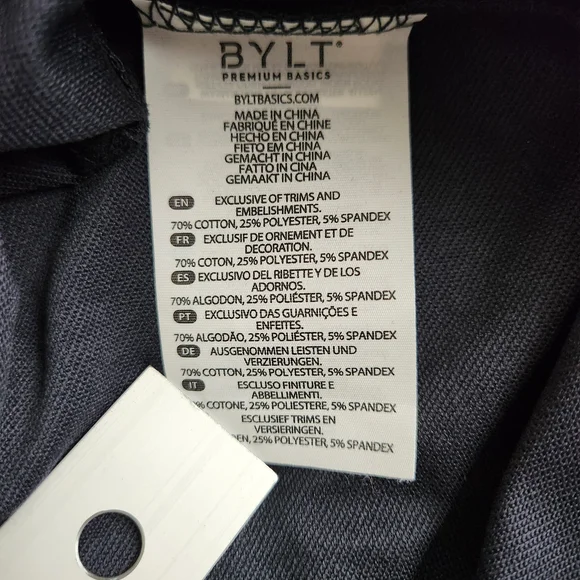 BYLT
PREMIUM BASICS
BYLTBASICS.COM
MADE IN CHINA
FABRIQUÉ EN CHINE
HECHO EN CHINA
FIETO EM CHINA
GEMACHT IN CHINA
FATTO IN CINA
GEMAAKT IN CHINA
EN EXCLUSIVE OF TRIMS AND
EMBELISHMENTS.
70% COTTON, 25% POLYESTER, 5% SPANDEX
FR EXCLUSIF DE ORNEMENT ET DE
DECORATION.
70% COTON, 25% POLYESTER, 5% SPANDEX
ES EXCLUSIVO DEL RIBETTE Y DE LOS
ADORNOS.
70% ALGODON, 25% POLIÉSTER, 5% SPANDEX
PT EXCLUSIVO DAS GUARNIÇÕES E
ENFEITES.
70% ALGODÃO, 25% POLIÉSTER, 5% SPANDEX
DE AUSGENOMMEN LEISTEN UND
VERZIERUNGEN.
70% COTTON, 25% POLYESTER, 5% SPANDEX
IT ESCLUSO FINITURE E
ABBELLIMENTI.
% COTONE, 25% POLIESTERE, 5% SPANDEX
ESCLUSIEF TRIMS EN
VERSIERINGEN.
EN, 25% POLYESTER, 5% SPANDEX